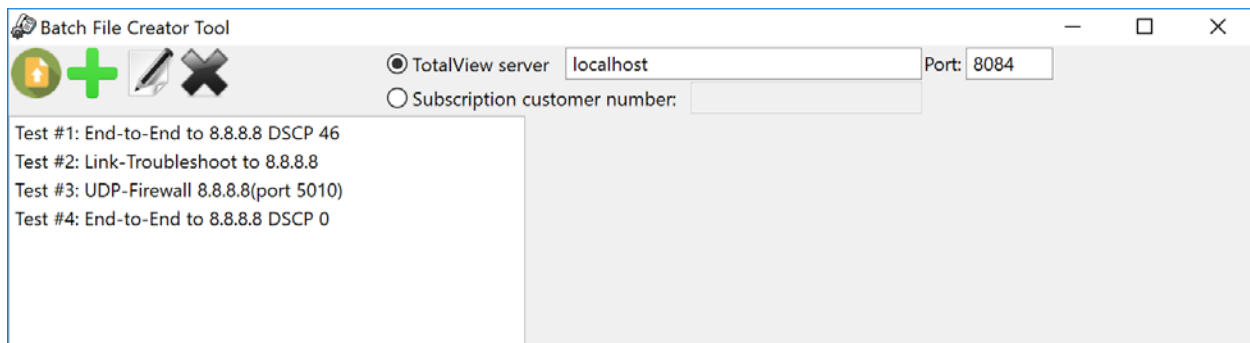 Batch File Creator Tool
TotalView server localhost Port: 8084
Subscription customer number:
Test #1: End-to-End to 8.8.8.8 DSCP 46
Test #2: Link-Troubleshoot to 8.8.8.8
Test #3: UDP-Firewall 8.8.8.8(port 5010)
Test #4: End-to-End to 8.8.8.8 DSCP 0